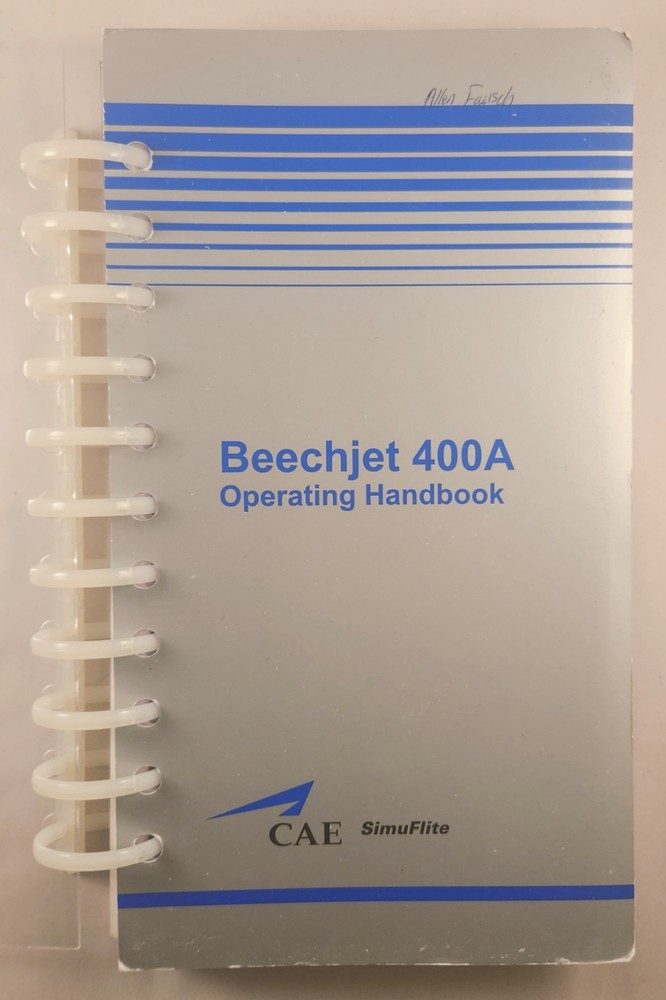 Allen Fausch
Beechjet 400A
Operating Handbook
CAE SimuFlite